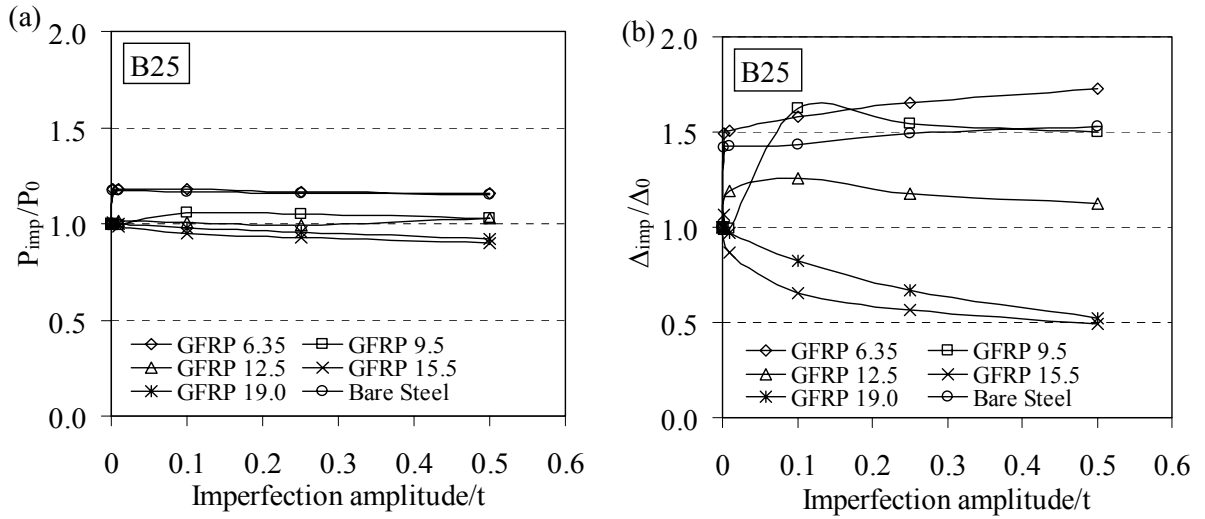 (a)
2.0
1.5
1.0
0.5
0.0
P_imp/P_0
B25
GFRP 6.35
GFRP 9.5
GFRP 12.5
GFRP 15.5
GFRP 19.0
Bare Steel
0 0.1 0.2 0.3 0.4 0.5 0.6
Imperfection amplitude/t
(b)
2.0
1.5
1.0
0.5
0.0
Δ_imp/Δ_0
B25
GFRP 6.35
GFRP 9.5
GFRP 12.5
GFRP 15.5
GFRP 19.0
Bare Steel
0 0.1 0.2 0.3 0.4 0.5 0.6
Imperfection amplitude/t